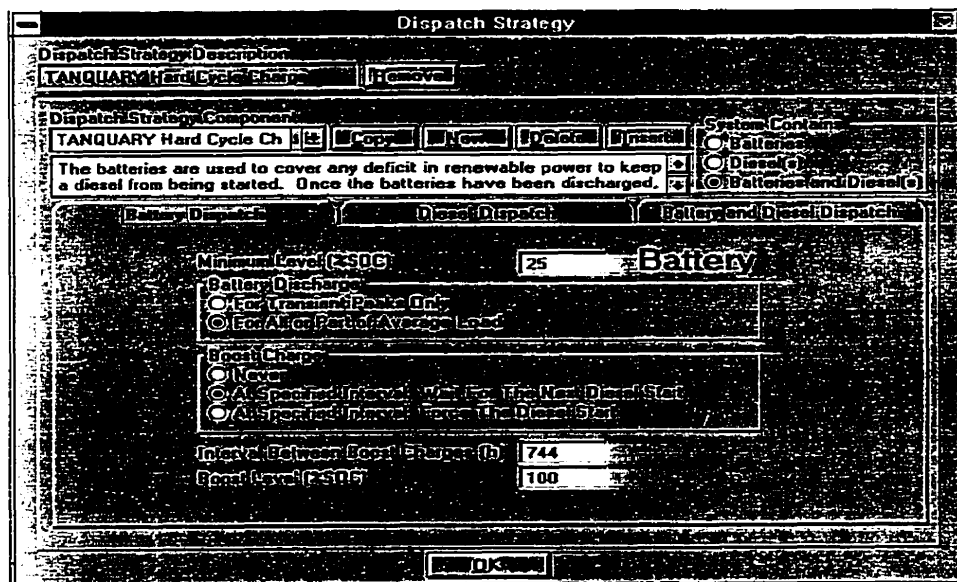 Dispatch Strategy
Dispatch Strategy Description
TANQUARY Hard Cycle Charge Removal
Dispatch Strategy Component
TANQUARY Hard Cycle Ch Copy New Delete Insert
System Contains
Batteries
Diesel(s)
Batteries and Diesel(s)
The batteries are used to cover any deficit in renewable power to keep
a diesel from being started. Once the batteries have been discharged,
Battery Dispatch Diesel Dispatch Battery and Diesel Dispatch
Minimum Level (%SOC) 25 Battery
Battery Discharge
For Transient Peaks Only
For All or Part of Average Load
Boost Charge
Never
At Specified Interval, Wait For The Next Diesel Start
At Specified Interval, Force The Diesel Start
Interval Between Boost Charges (h) 744
Boost Level (%SOC) 100
OK